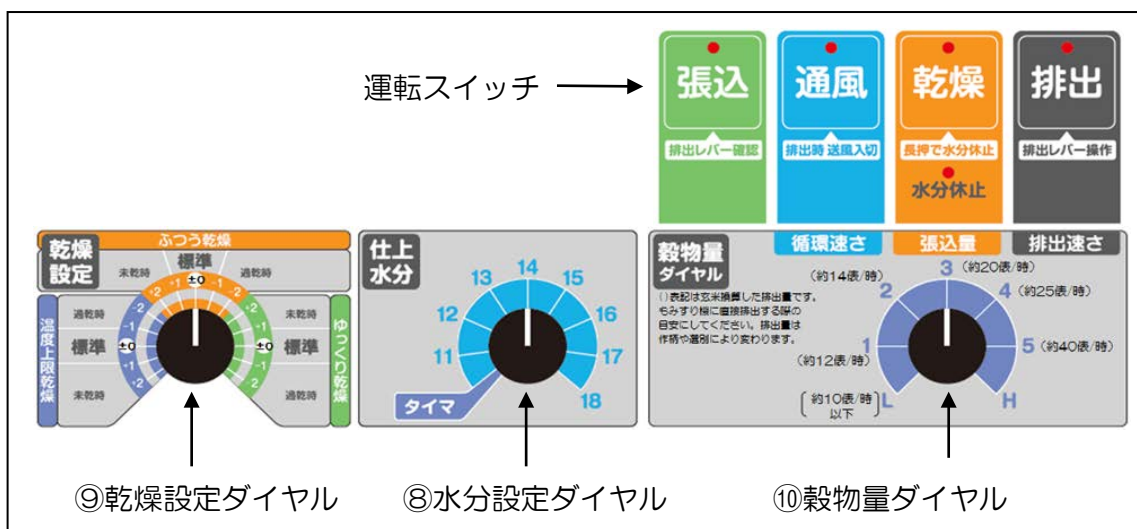 運転スイッチ
張込
通風
乾燥
排出
排出レバー確認
排出時 送風入切
長押で水分休止
排出レバー操作
水分休止
乾燥
設定
ふつう乾燥
標準
未乾時
過乾時
-2 -1 ±0 -1 -2
温度上限乾燥
過乾時
標準
未乾時
-2
-1
±0
-1
-2
ゆっくり乾燥
未乾時
標準
過乾時
-2
-1
±0
-1
-2
仕上
水分
タイマ
11
12
13
14
15
16
17
18
穀物量
ダイヤル
循環速さ
張込量
排出速さ
( )表記は玄米換算した排出量です。
もみすり機に直接排出する際の
目安にしてください。排出量は
作柄や選別により変わります。
L (約10俵/時以下)
1 (約12俵/時)
2 (約14俵/時)
3 (約20俵/時)
4 (約25俵/時)
5 (約40俵/時)
H
⑨乾燥設定ダイヤル
⑧水分設定ダイヤル
⑩穀物量ダイヤル